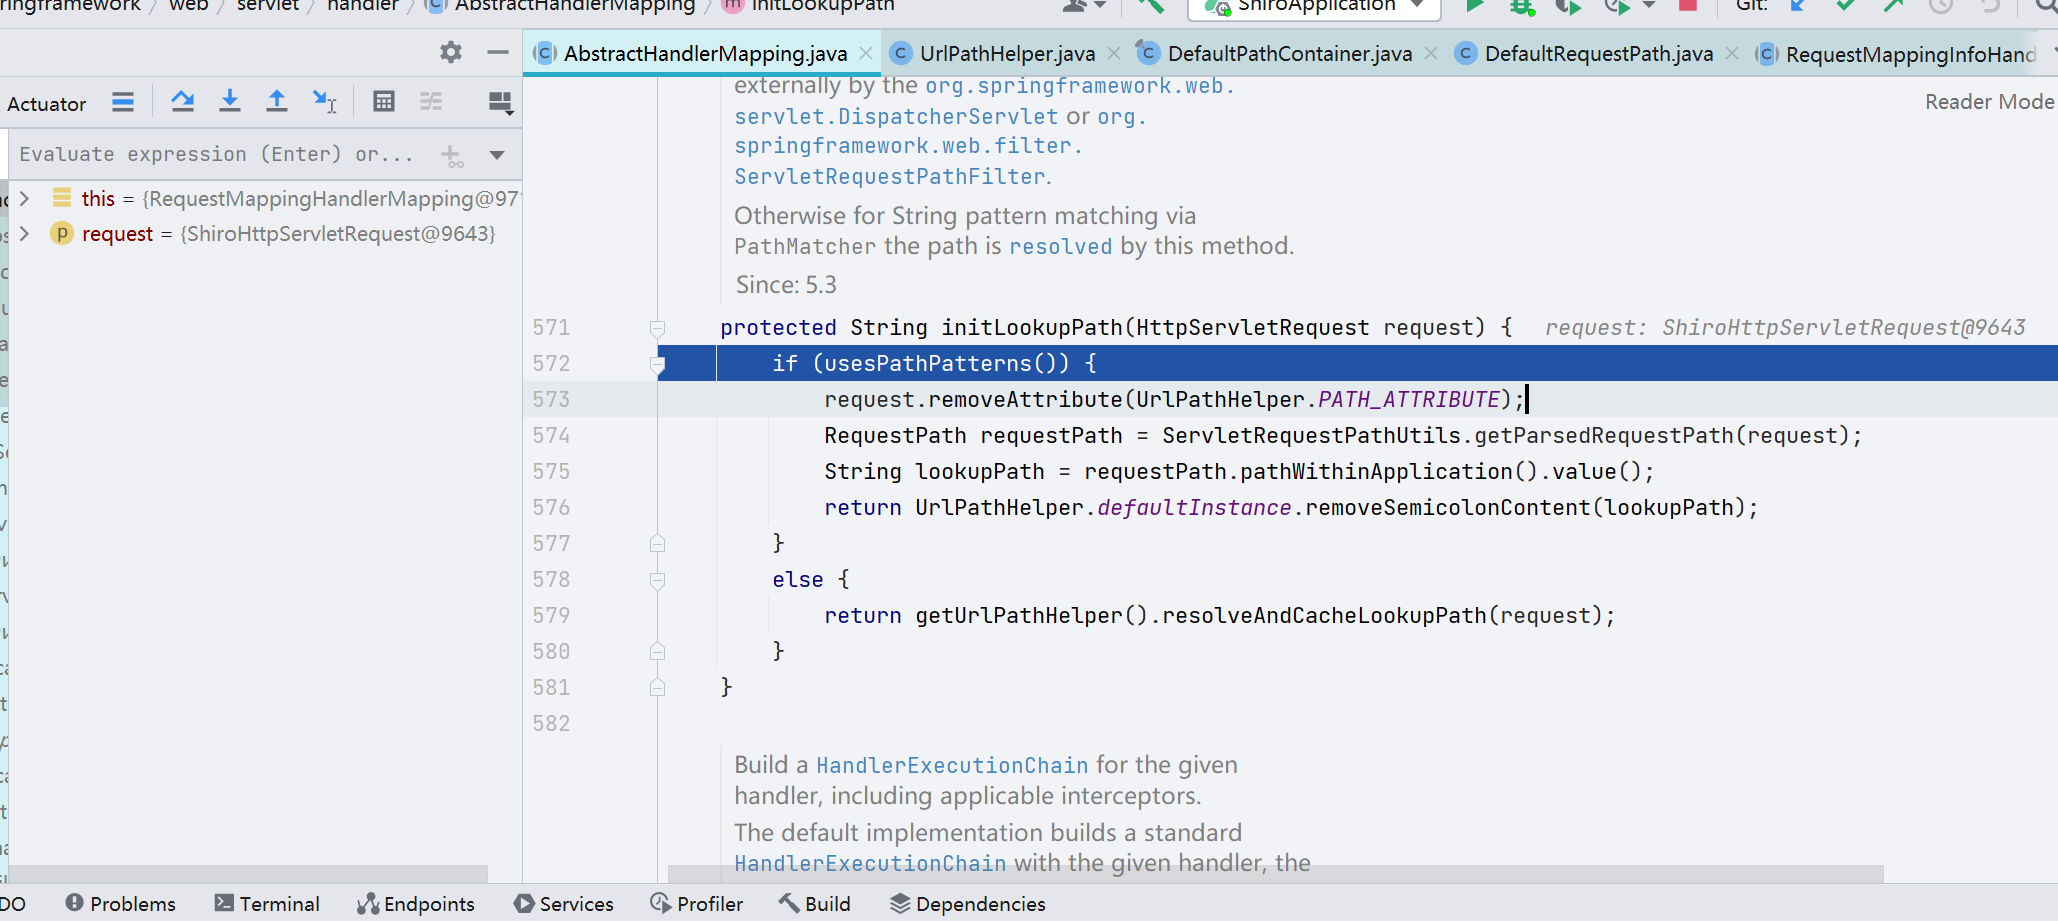 ringframework / web / servlet / handler / AbstractHandlerMapping / initLookupPath
ShiroApplication
Git:
AbstractHandlerMapping.java
UrlPathHelper.java
DefaultPathContainer.java
DefaultRequestPath.java
RequestMappingInfoHand
Actuator
Reader Mode
Evaluate expression (Enter) or...
this = {RequestMappingHandlerMapping@97
request = {ShiroHttpServletRequest@9643}
externally by the org.springframework.web.
servlet.DispatcherServlet or org.
springframework.web.filter.
ServletRequestPathFilter.
Otherwise for String pattern matching via
PathMatcher the path is resolved by this method.
Since: 5.3
571 protected String initLookupPath(HttpServletRequest request) { request: ShiroHttpServletRequest@9643
572 if (usesPathPatterns()) {
573 request.removeAttribute(UrlPathHelper.PATH_ATTRIBUTE);
574 RequestPath requestPath = ServletRequestPathUtils.getParsedRequestPath(request);
575 String lookupPath = requestPath.pathWithinApplication().value();
576 return UrlPathHelper.defaultInstance.removeSemicolonContent(lookupPath);
577 }
578 else {
579 return getUrlPathHelper().resolveAndCacheLookupPath(request);
580 }
581 }
582
Build a HandlerExecutionChain for the given
handler, including applicable interceptors.
The default implementation builds a standard
HandlerExecutionChain with the given handler, the
DO
Problems
Terminal
Endpoints
Services
Profiler
Build
Dependencies